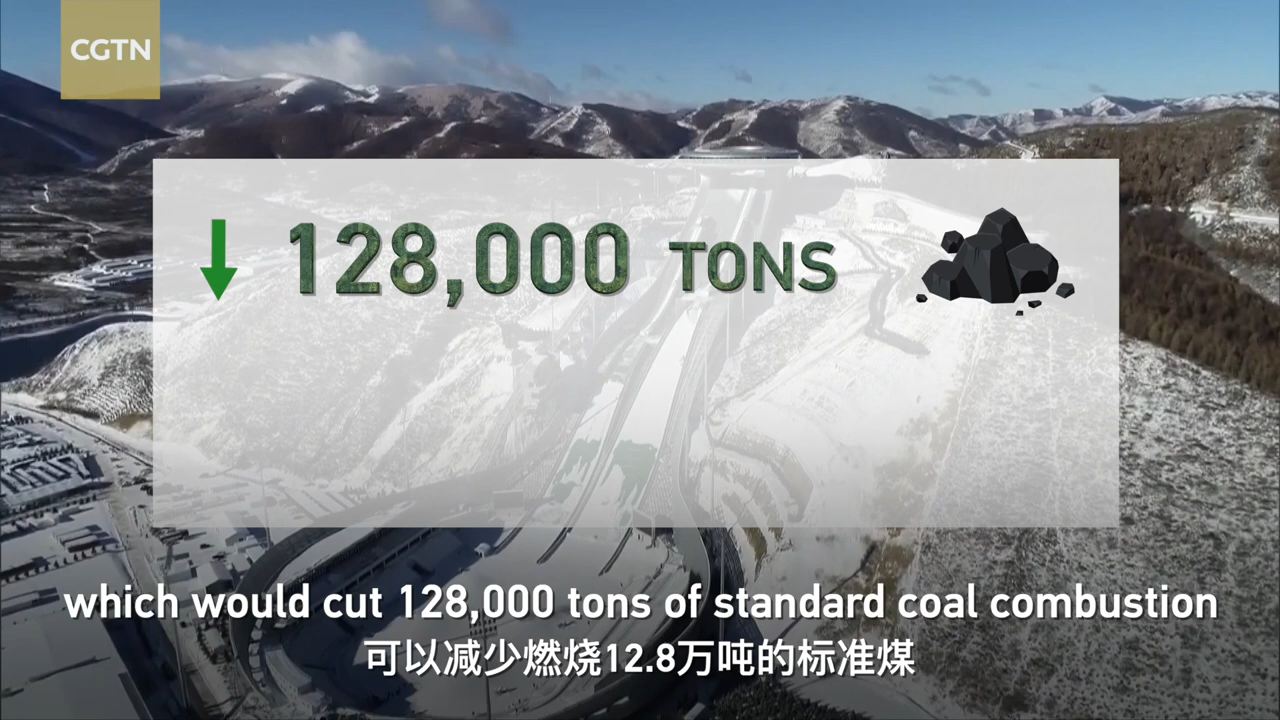 CGTN
128,000 TONS
which would cut 128,000 tons of standard coal combustion
可以减少燃烧12.8万吨的标准煤